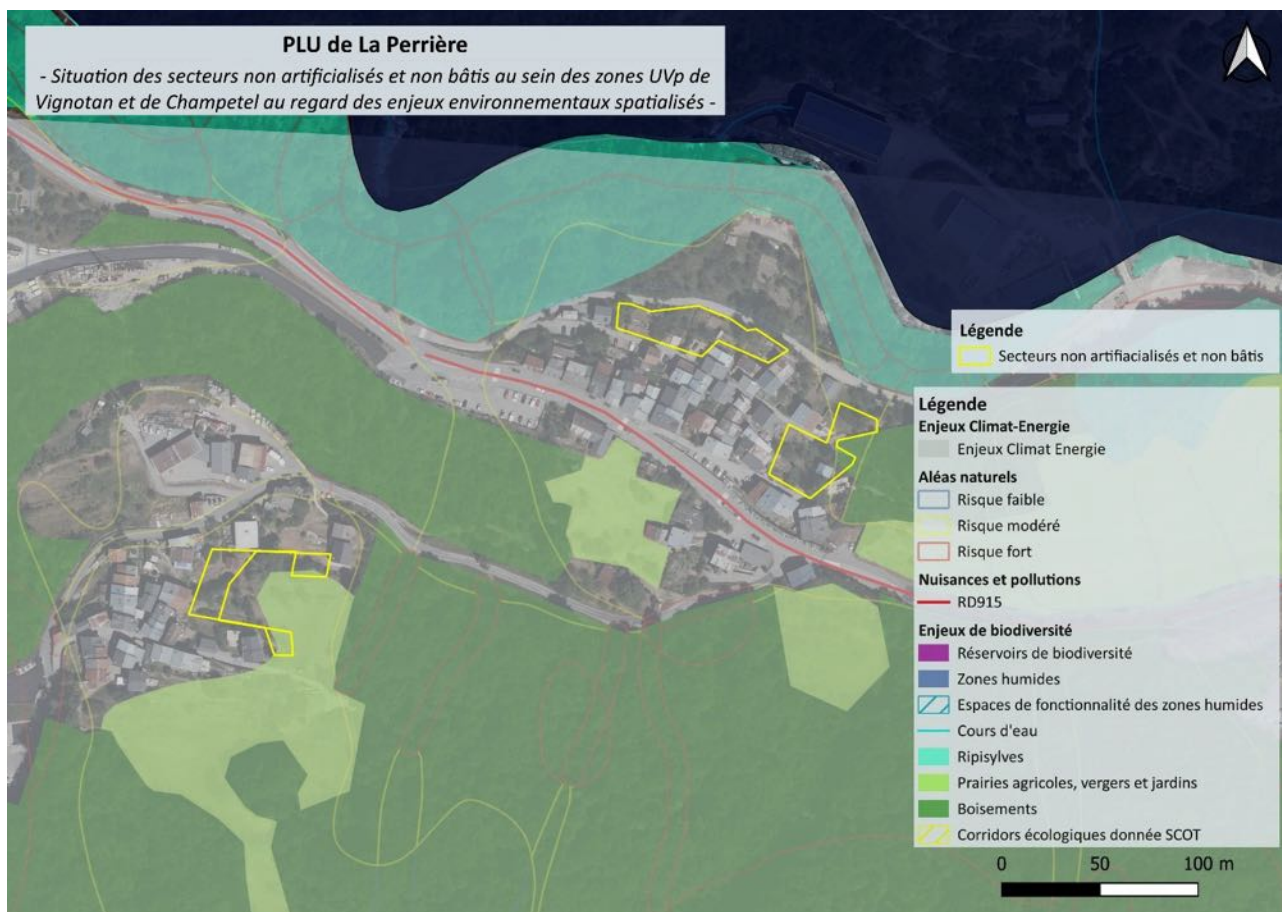 PLU de La Perrière
- Situation des secteurs non artificialisés et non bâtis au sein des zones UVp de
Vignotan et de Champetel au regard des enjeux environnementaux spatialisés -
Légende
Secteurs non artifiacialisés et non bâtis
Légende
Enjeux Climat-Energie
Enjeux Climat Energie
Aléas naturels
Risque faible
Risque modéré
Risque fort
Nuisances et pollutions
RD915
Enjeux de biodiversité
Réservoirs de biodiversité
Zones humides
Espaces de fonctionnalité des zones humides
Cours d'eau
Ripisylves
Prairies agricoles, vergers et jardins
Boisements
Corridors écologiques donnée SCOT
0 50 100 m